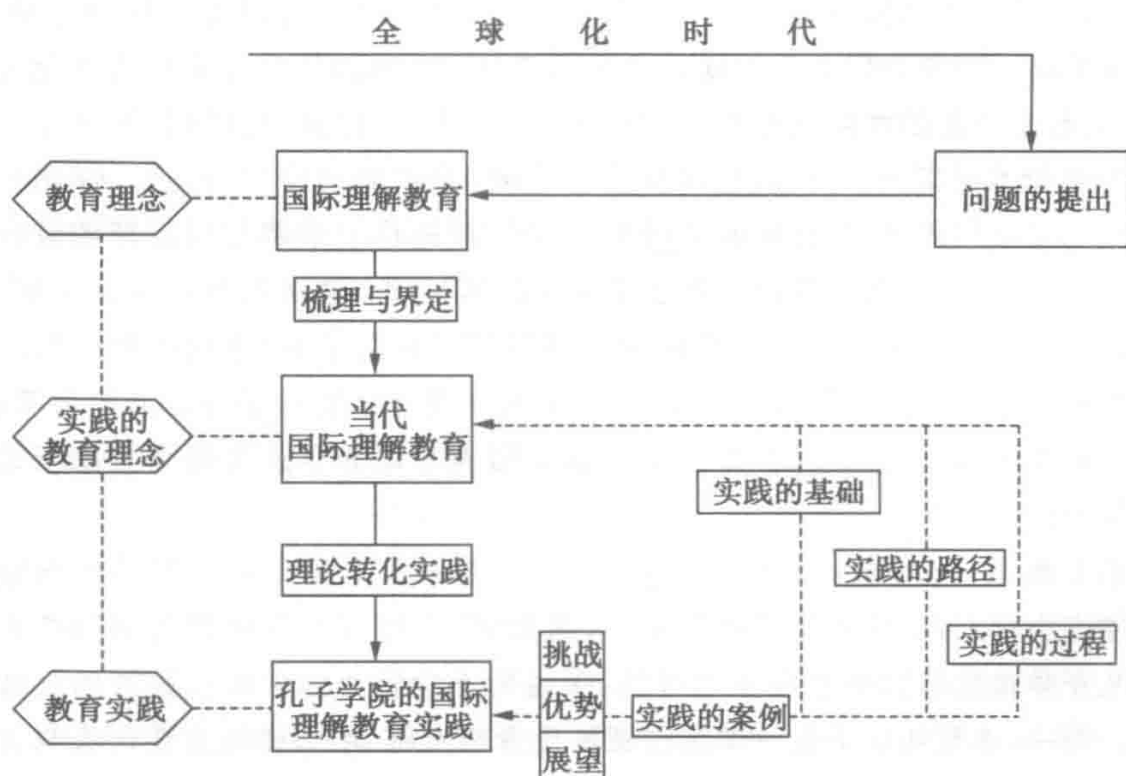 全球化时代
教育理念
国际理解教育
问题的提出
梳理与界定
实践的
教育理念
当代
国际理解教育
实践的基础
理论转化实践
实践的路径
实践的过程
教育实践
孔子学院的国际
理解教育实践
挑战
优势
展望
实践的案例